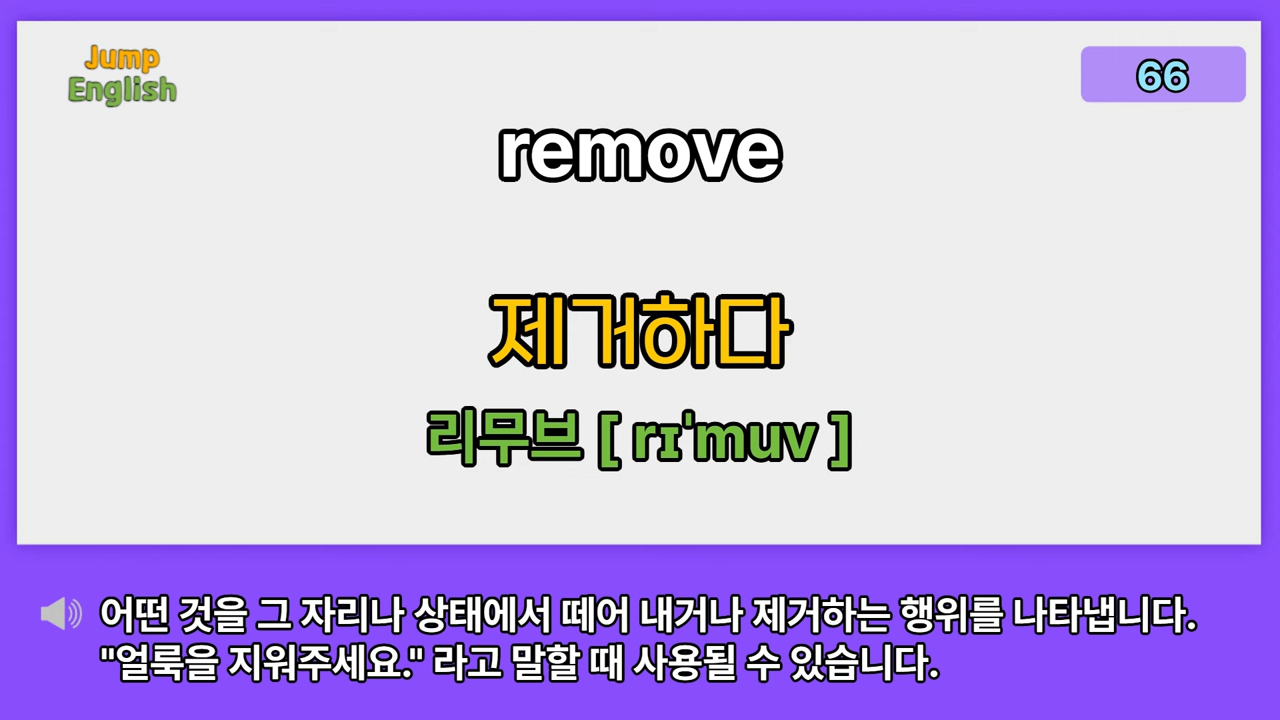 Jump
English
66
remove
제거하다
리무브 [ rɪˈmuv ]
어떤 것을 그 자리나 상태에서 떼어 내거나 제거하는 행위를 나타냅니다.
"얼룩을 지워주세요." 라고 말할 때 사용될 수 있습니다.